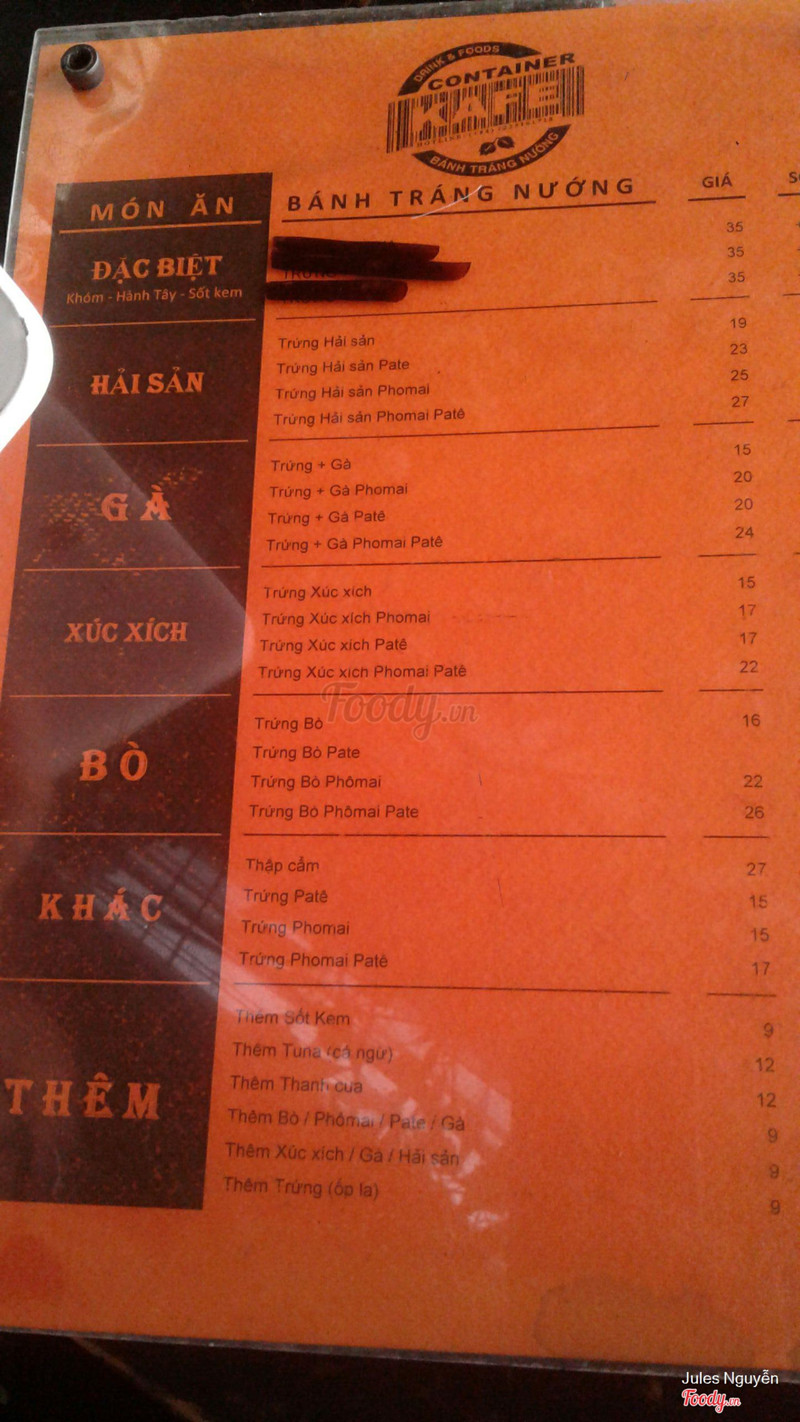 DRINK & FOODS
CONTAINER
KAFE
BÁNH TRÁNG NƯỚNG
MÓN ĂN BÁNH TRÁNG NƯỚNG GIÁ
ĐẶC BIỆT
Khóm - Hành Tây - Sốt kem
35
35
35
HẢI SẢN
Trứng Hải sản 19
Trứng Hải sản Pate 23
Trứng Hải sản Phomai 25
Trứng Hải sản Phomai Patê 27
GÀ
Trứng + Gà 15
Trứng + Gà Phomai 20
Trứng + Gà Patê 20
Trứng + Gà Phomai Patê 24
XÚC XÍCH
Trứng Xúc xích 15
Trứng Xúc xích Phomai 17
Trứng Xúc xích Patê 17
Trứng Xúc xích Phomai Patê 22
BÒ
Trứng Bò 16
Trứng Bò Pate
Trứng Bò Phômai 22
Trứng Bò Phômai Pate 26
KHÁC
Thập cẩm 27
Trứng Patê 15
Trứng Phomai 15
Trứng Phomai Patê 17
THÊM
Thêm Sốt Kem 9
Thêm Tuna (cá ngừ) 12
Thêm Thanh cua 12
Thêm Bò / Phômai / Pate / Gà 9
Thêm Xúc xích / Gà / Hải sản 9
Thêm Trứng (ốp la) 9
Foody.vn
Jules Nguyễn
Foody.vn